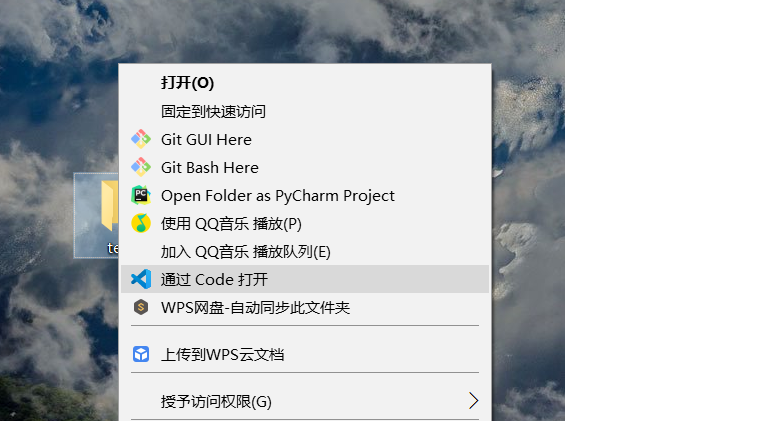 打开(O)
固定到快速访问
Git GUI Here
Git Bash Here
PC
Open Folder as PyCharm Project
使用 QQ音乐 播放(P)
te
加入 QQ音乐 播放队列(E)
通过 Code 打开
WPS网盘-自动同步此文件夹
上传到WPS云文档
授予访问权限(G)